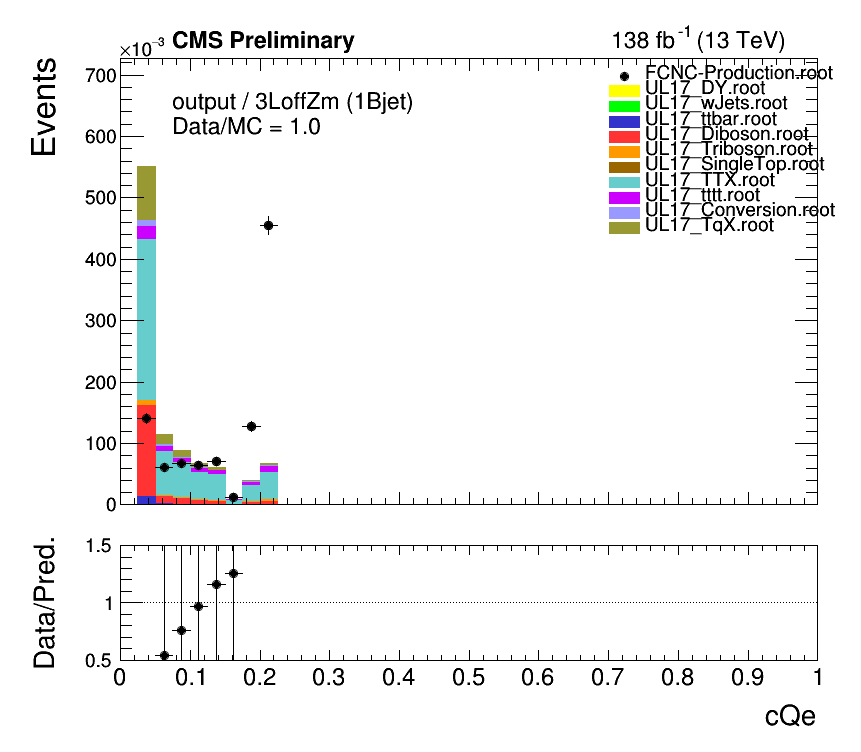 ×10⁻³ CMS Preliminary 138 fb⁻¹ (13 TeV)
Events
700
600
500
400
300
200
100
0
output / 3LoffZm (1Bjet)
Data/MC = 1.0
FCNC-Production.root
UL17_DY.root
UL17_wJets.root
UL17_ttbar.root
UL17_Diboson.root
UL17_Triboson.root
UL17_SingleTop.root
UL17_TTX.root
UL17_tttt.root
UL17_Conversion.root
UL17_TqX.root
Data/Pred.
1.5
1
0.5
0 0.1 0.2 0.3 0.4 0.5 0.6 0.7 0.8 0.9 1
cQe